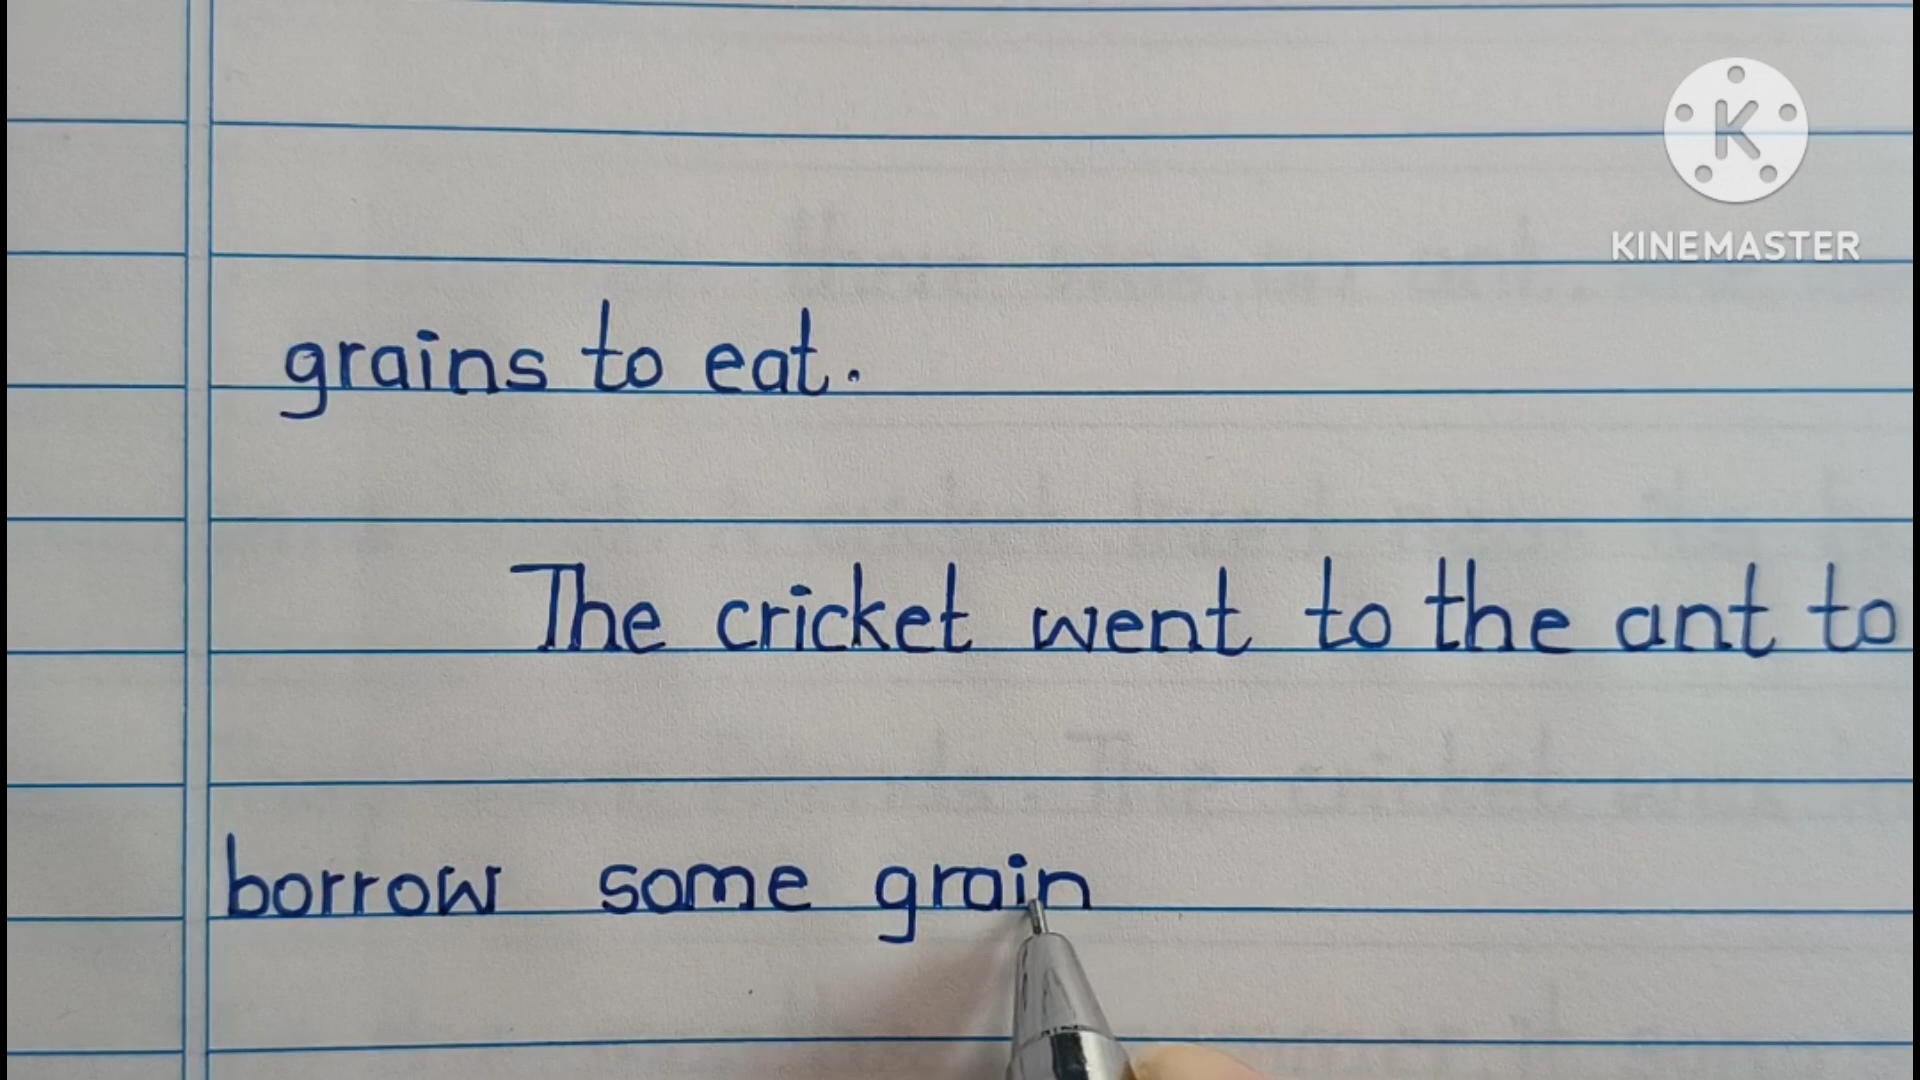 KINEMASTER
grains to eat.
The cricket went to the ant to
borrow some grain